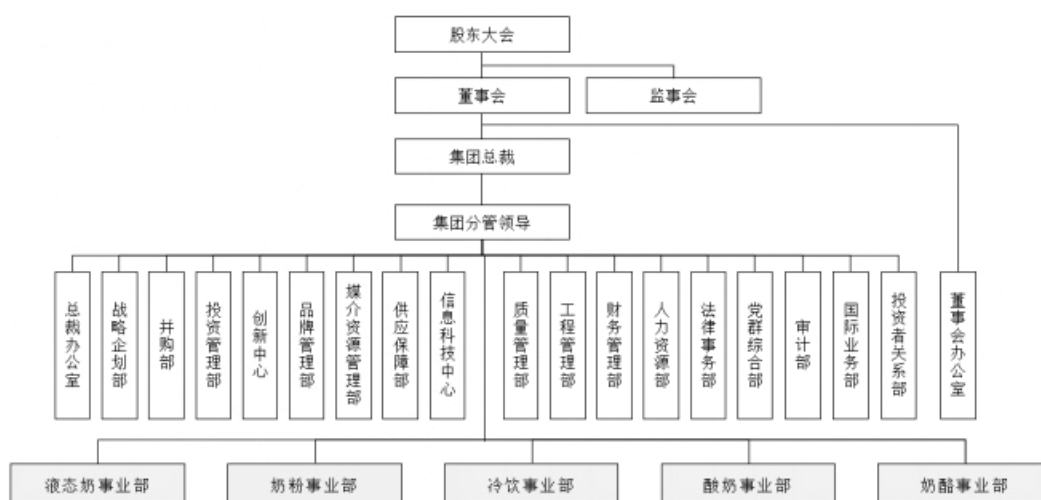 股东大会
董事会
监事会
集团总裁
集团分管领导
总裁办公室
战略企划部
并购部
投资管理部
创新中心
品牌管理部
媒介资源管理部
供应保障部
信息科技中心
质量管理部
工程管理部
财务管理部
人力资源部
法律事务部
党群综合部
审计部
国际业务部
投资者关系部
董事会办公室
液态奶事业部
奶粉事业部
冷饮事业部
酸奶事业部
奶酪事业部